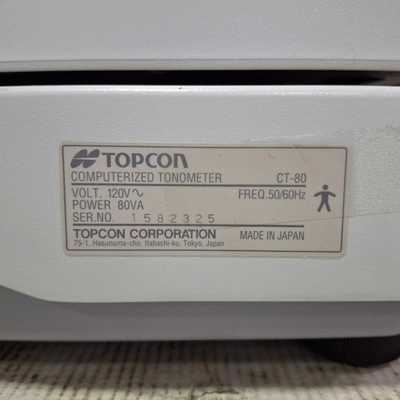 TOPCON
COMPUTERIZED TONOMETER CT-80
VOLT. 120V~ FREQ.50/60Hz
POWER 80VA
SER.NO. 1582325
TOPCON CORPORATION MADE IN JAPAN
75-1, Hasunuma-cho, Itabashi-ku, Tokyo, Japan